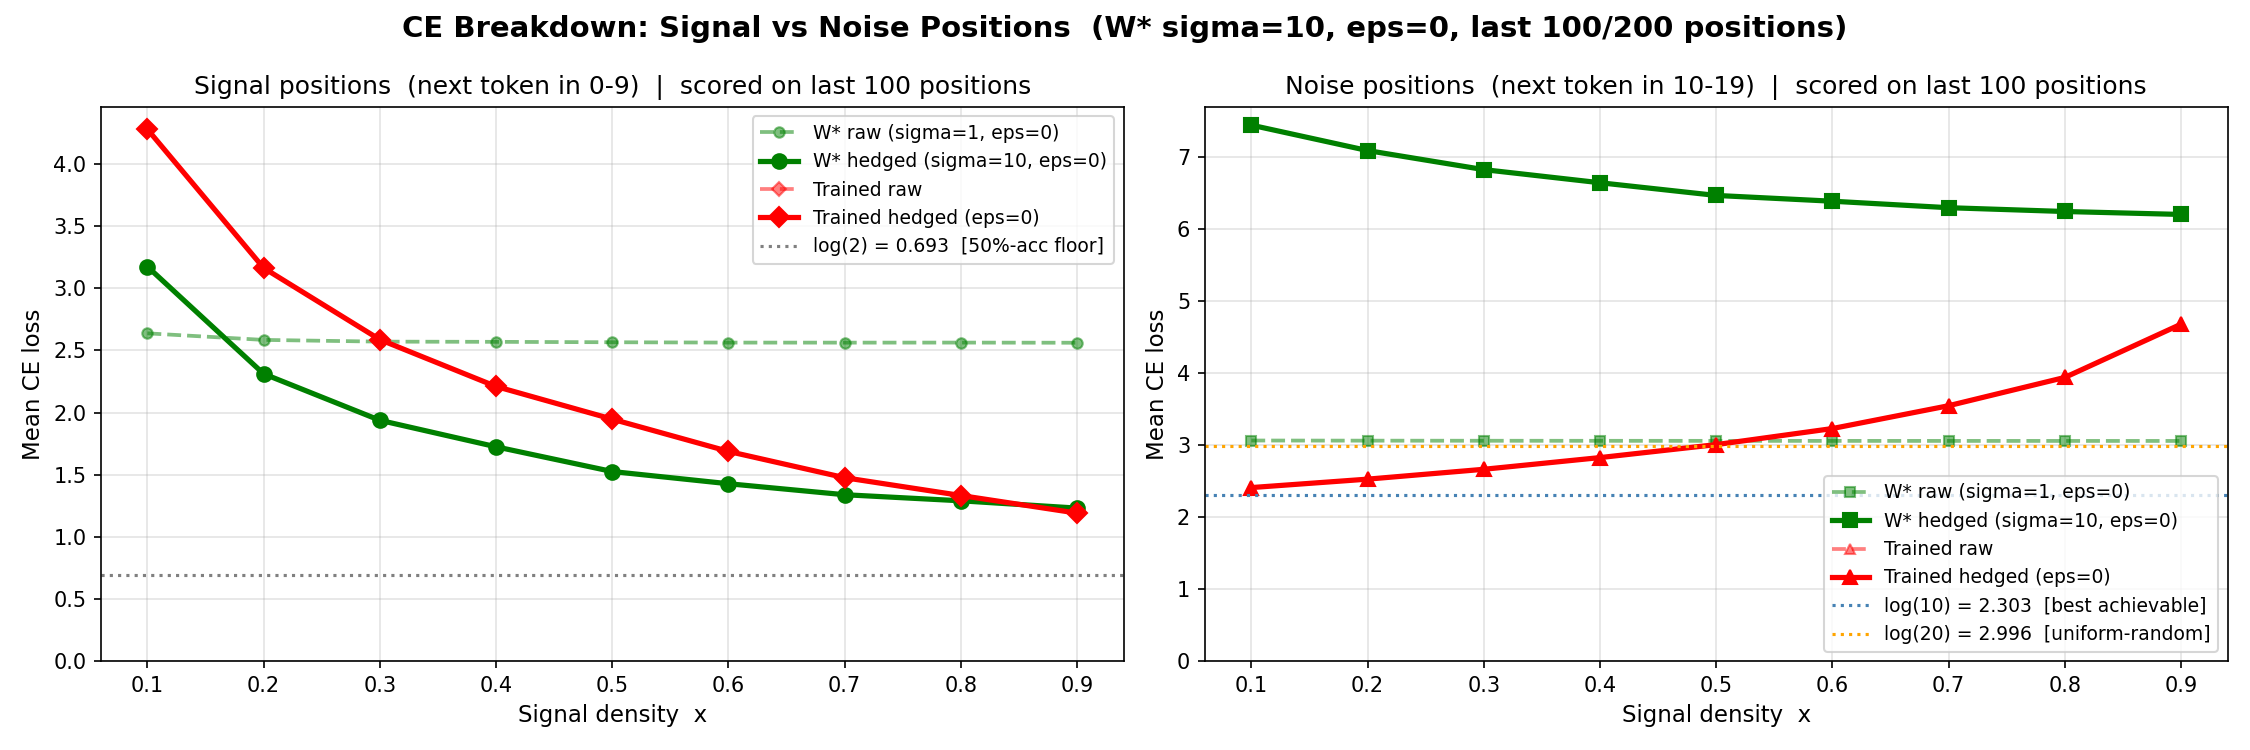 CE Breakdown: Signal vs Noise Positions  (W* sigma=10, eps=0, last 100/200 positions)
Signal positions  (next token in 0-9)  |  scored on last 100 positions
Mean CE loss
4.0
3.5
3.0
2.5
2.0
1.5
1.0
0.5
0.0
W* raw (sigma=1, eps=0)
W* hedged (sigma=10, eps=0)
Trained raw
Trained hedged (eps=0)
log(2) = 0.693  [50%-acc floor]
0.1 0.2 0.3 0.4 0.5 0.6 0.7 0.8 0.9
Signal density  x
Noise positions  (next token in 10-19)  |  scored on last 100 positions
Mean CE loss
7
6
5
4
3
2
1
0
W* raw (sigma=1, eps=0)
W* hedged (sigma=10, eps=0)
Trained raw
Trained hedged (eps=0)
log(10) = 2.303  [best achievable]
log(20) = 2.996  [uniform-random]
0.1 0.2 0.3 0.4 0.5 0.6 0.7 0.8 0.9
Signal density  x